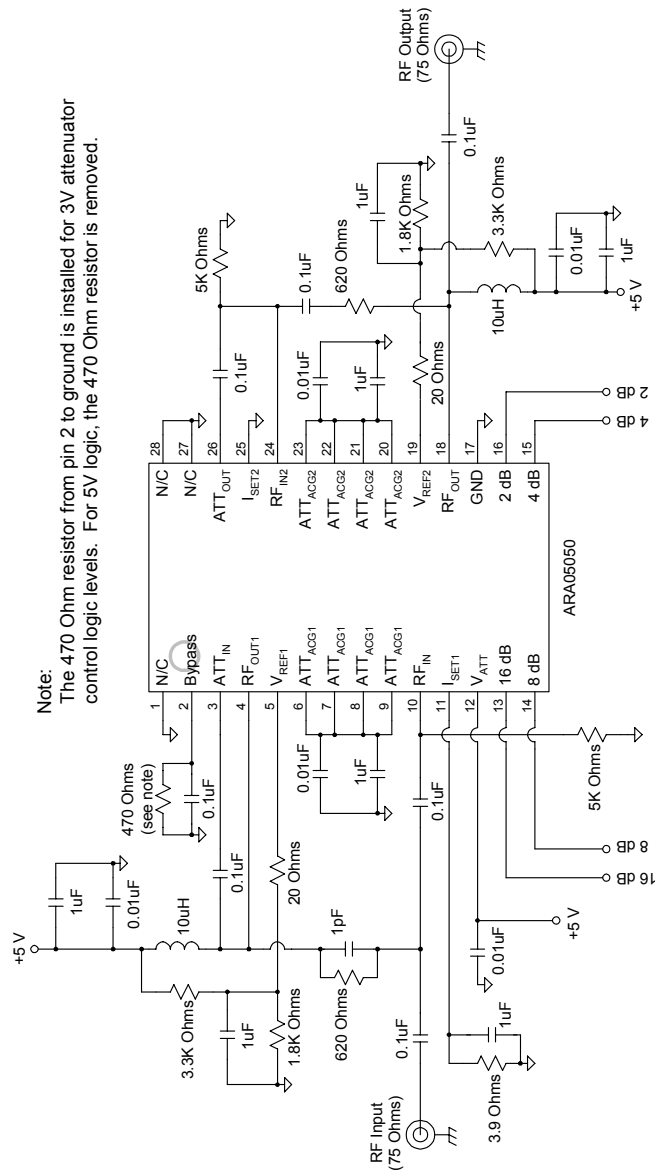 Note:
The 470 Ohm resistor from pin 2 to ground is installed for 3V attenuator
control logic levels. For 5V logic, the 470 Ohm resistor is removed.
+5 V
1uF
0.01uF
10uH
3.3K Ohms
1uF
1.8K Ohms
620 Ohms
1pF
0.1uF
RF Input
(75 Ohms)
3.9 Ohms
1uF
470 Ohms
(see note)
0.1uF
0.1uF
20 Ohms
0.01uF
1uF
0.1uF
0.01uF
+5 V
16 dB
8 dB
5K Ohms
1
N/C
2
Bypass
3
ATTIN
4
RFOUT1
5
VREF1
6
ATTACG1
7
ATTACG1
8
ATTACG1
9
ATTACG1
10
RFIN
11
ISET1
12
VATT
13
16 dB
14
8 dB
28
N/C
27
N/C
26
ATTOUT
25
ISET2
24
RFIN2
23
ATTACG2
22
ATTACG2
21
ATTACG2
20
ATTACG2
19
VREF2
18
RFOUT
17
GND
16
2 dB
15
4 dB
ARA05050
0.1uF
5K Ohms
0.1uF
620 Ohms
0.01uF
1uF
20 Ohms
1uF
1.8K Ohms
3.3K Ohms
10uH
0.01uF
1uF
+5 V
0.1uF
RF Output
(75 Ohms)
2 dB
4 dB